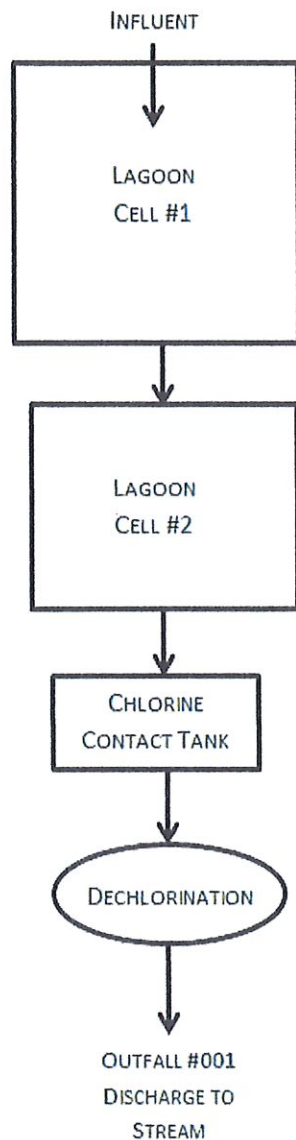 INFLUENT
LAGOON
CELL #1
LAGOON
CELL #2
CHLORINE
CONTACT TANK
DECHLORINATION
OUTFALL #001
DISCHARGE TO
STREAM